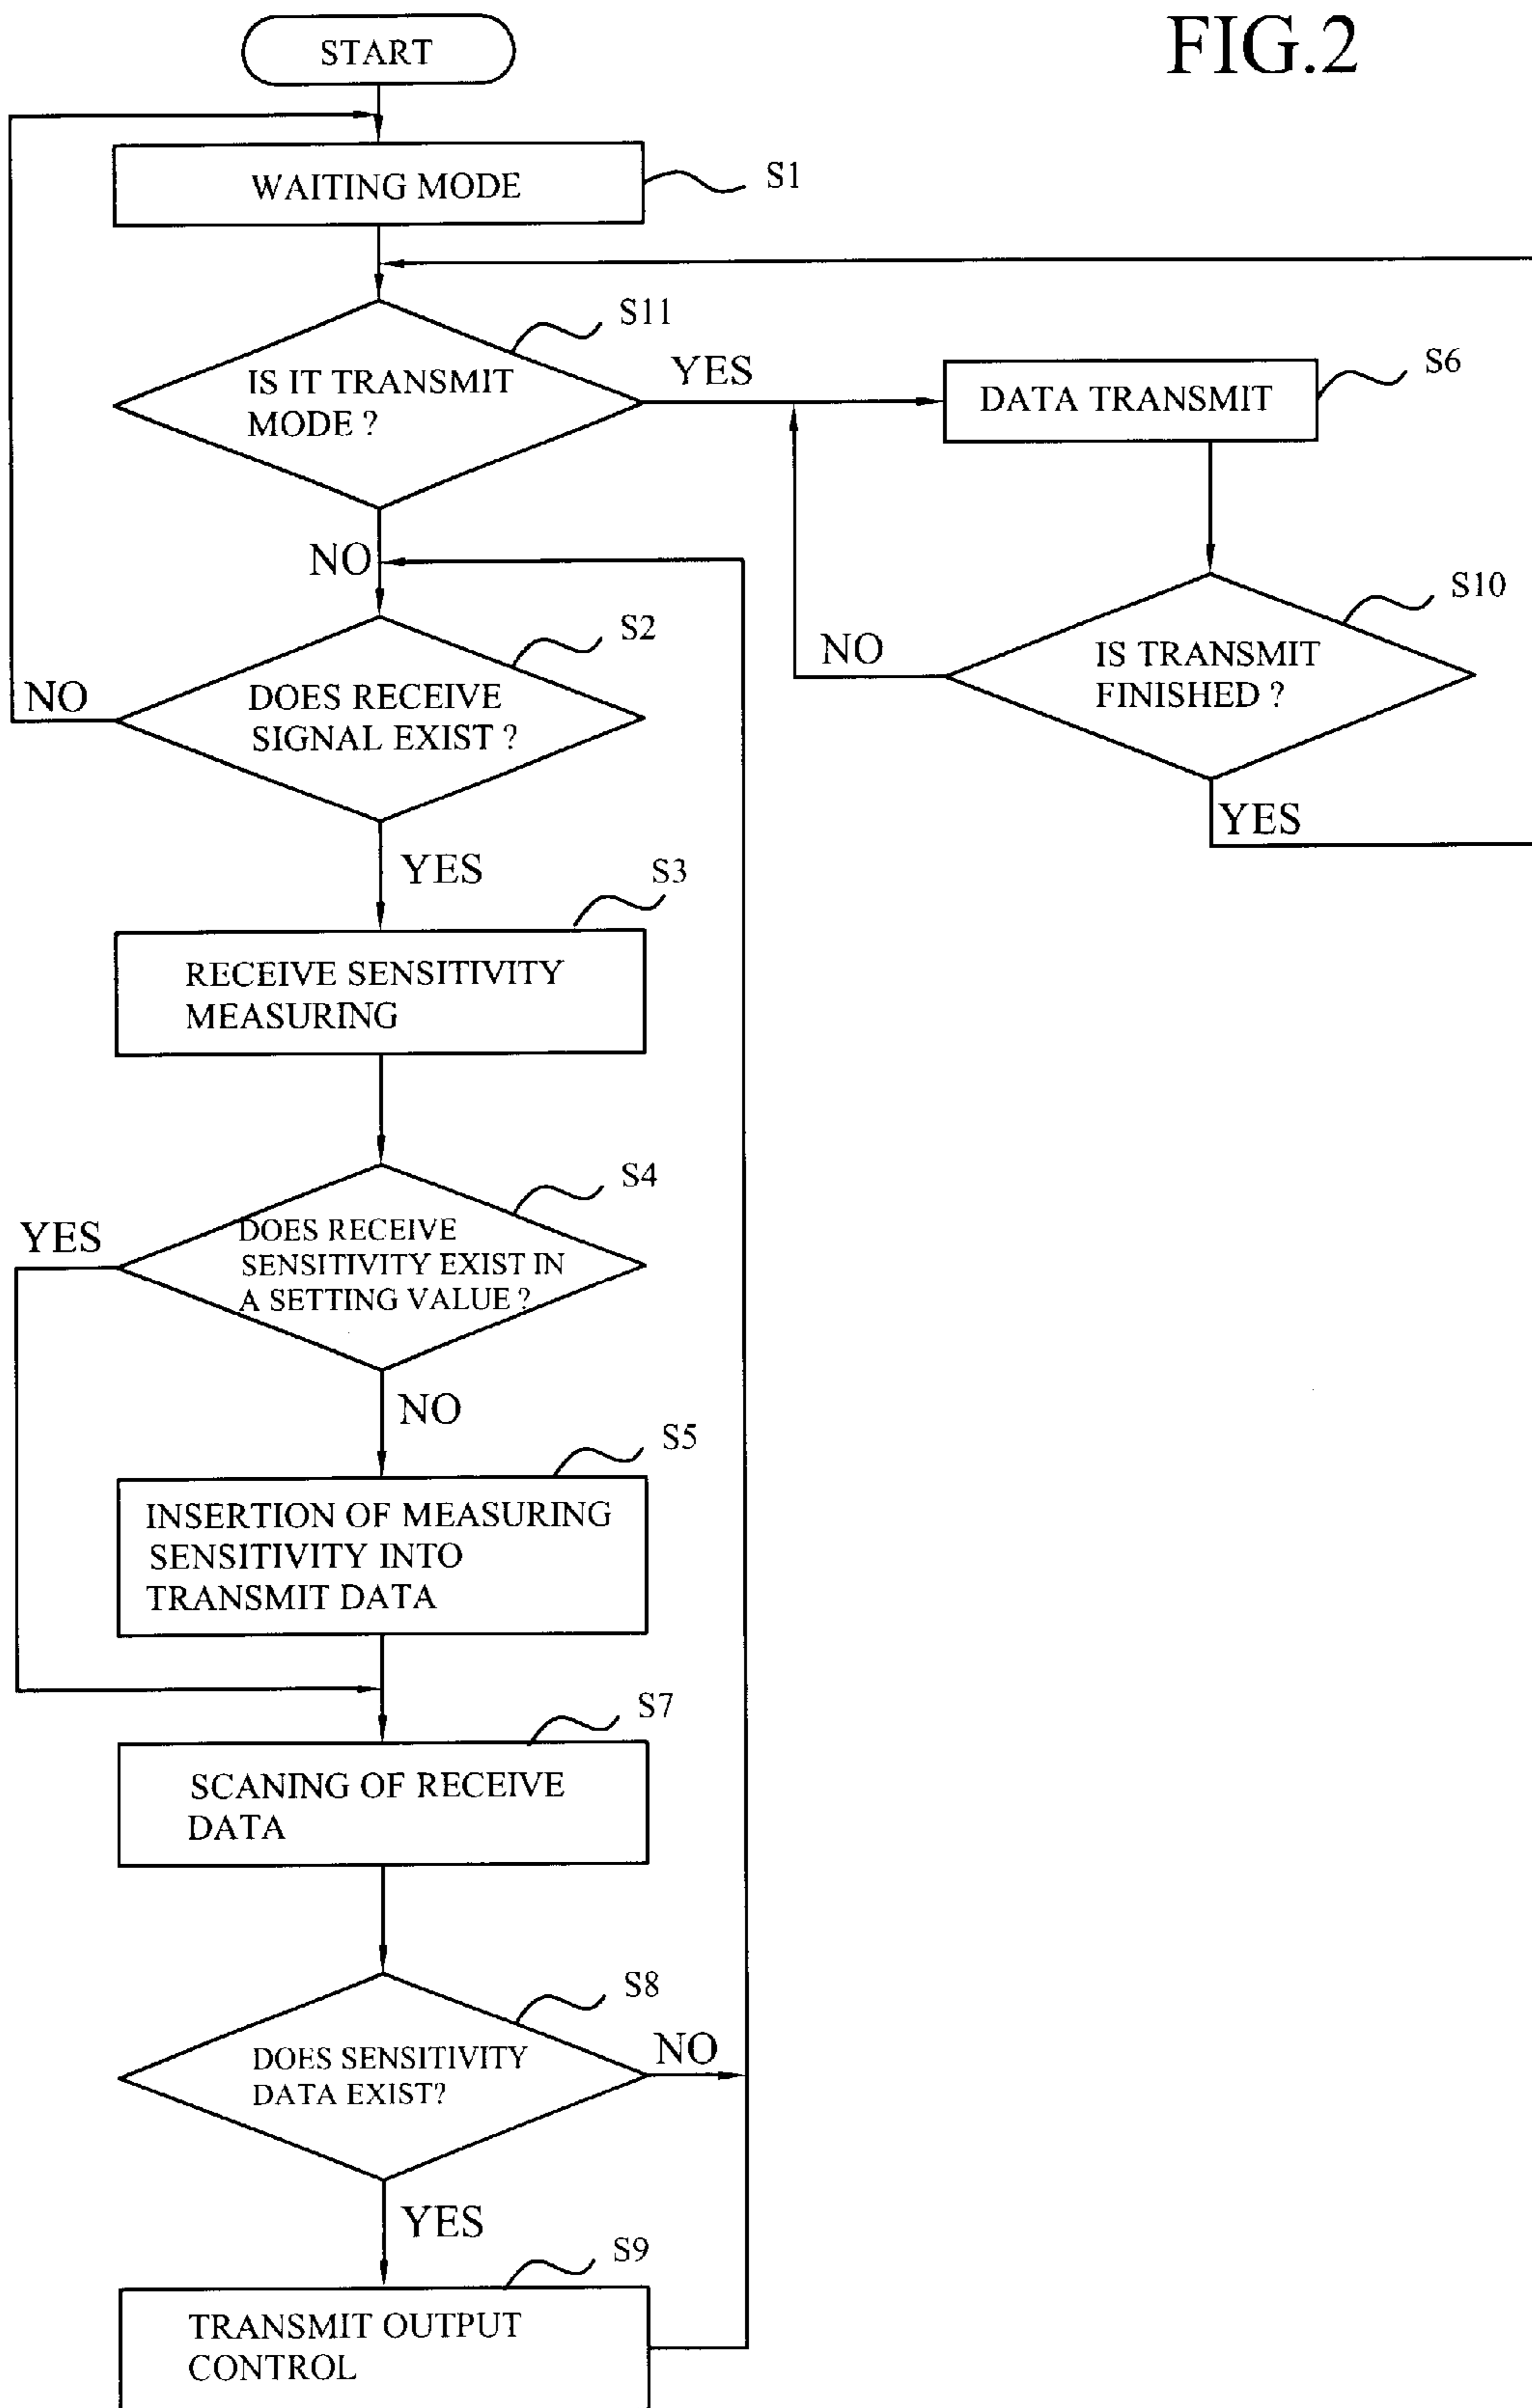 FIG.2
START
WAITING MODE
S1
S11
IS IT TRANSMIT
MODE ?
YES
DATA TRANSMIT
S6
NO
S10
IS TRANSMIT
FINISHED ?
NO
YES
S2
DOES RECEIVE
SIGNAL EXIST ?
NO
YES
S3
RECEIVE SENSITIVITY
MEASURING
S4
DOES RECEIVE
SENSITIVITY EXIST IN
A SETTING VALUE ?
YES
NO
S5
INSERTION OF MEASURING
SENSITIVITY INTO
TRANSMIT DATA
S7
SCANING OF RECEIVE
DATA
S8
DOES SENSITIVITY
DATA EXIST?
NO
YES
S9
TRANSMIT OUTPUT
CONTROL